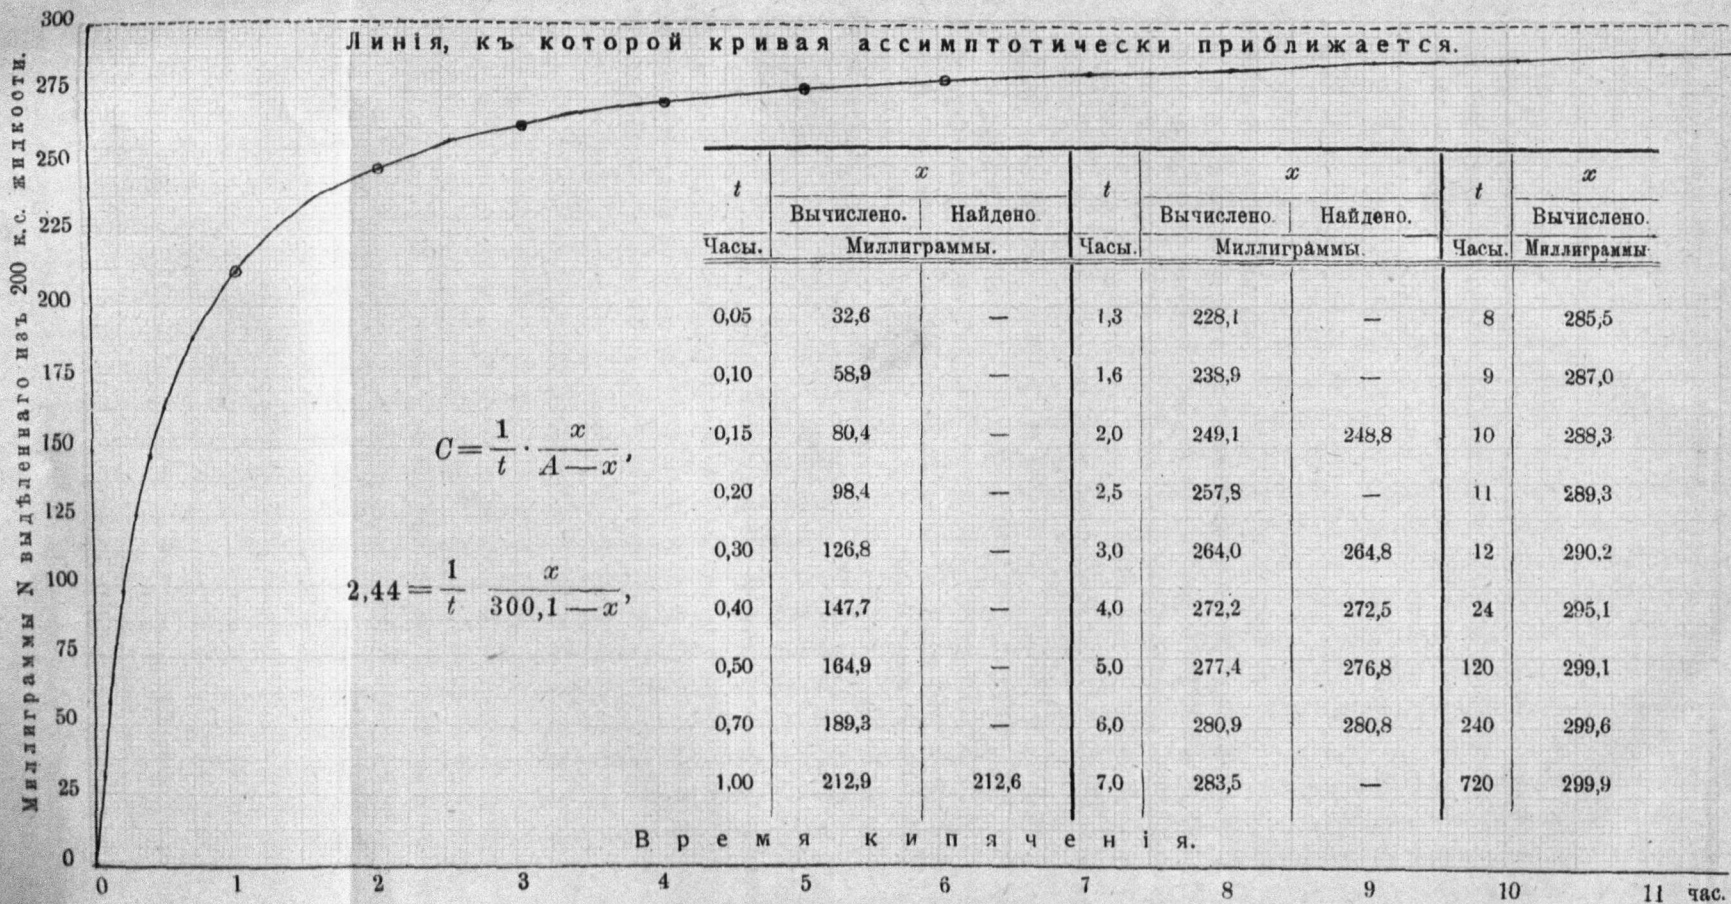 300
275
250
225
200
175
150
125
100
75
50
25
0
Миллиграммы N выдѣленнаго изъ 200 к.с. жидкости.
Линія, къ которой кривая ассимптотически приближается.
C = 1/t · x/(A — x),
2,44 = 1/t x/(300,1 — x),
t x t x t x
Вычислено. Найдено. Вычислено. Найдено. Вычислено.
Часы. Миллиграммы. Часы. Миллиграммы. Часы. Миллиграммы
0,05 32,6 — 1,3 228,1 — 8 285,5
0,10 58,9 — 1,6 238,9 — 9 287,0
0,15 80,4 — 2,0 249,1 248,8 10 288,3
0,20 98,4 — 2,5 257,8 — 11 289,3
0,30 126,8 — 3,0 264,0 264,8 12 290,2
0,40 147,7 — 4,0 272,2 272,5 24 295,1
0,50 164,9 — 5,0 277,4 276,8 120 299,1
0,70 189,3 — 6,0 280,9 280,8 240 299,6
1,00 212,9 212,6 7,0 283,5 — 720 299,9
Время кипяченія.
0 1 2 3 4 5 6 7 8 9 10 11 час.